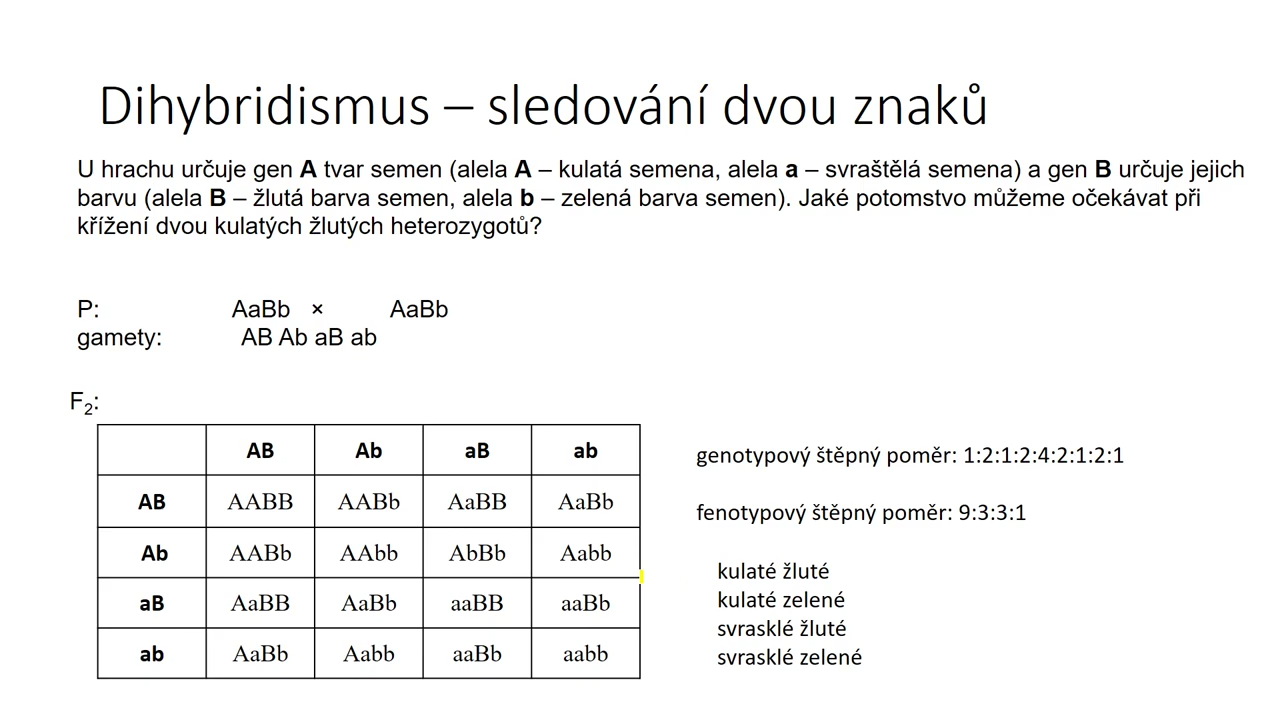 Dihybridismus – sledování dvou znaků
U hrachu určuje gen A tvar semen (alela A – kulatá semena, alela a – svraštělá semena) a gen B určuje jejich
barvu (alela B – žlutá barva semen, alela b – zelená barva semen). Jaké potomstvo můžeme očekávat při
křížení dvou kulatých žlutých heterozygotů?
P: AaBb × AaBb
gamety: AB Ab aB ab
F₂:
AB Ab aB ab
AB AABB AABb AaBB AaBb
Ab AABb AAbb AbBb Aabb
aB AaBB AaBb aaBB aaBb
ab AaBb Aabb aaBb aabb
genotypový štěpný poměr: 1:2:1:2:4:2:1:2:1
fenotypový štěpný poměr: 9:3:3:1
kulaté žluté
kulaté zelené
svrasklé žluté
svrasklé zelené